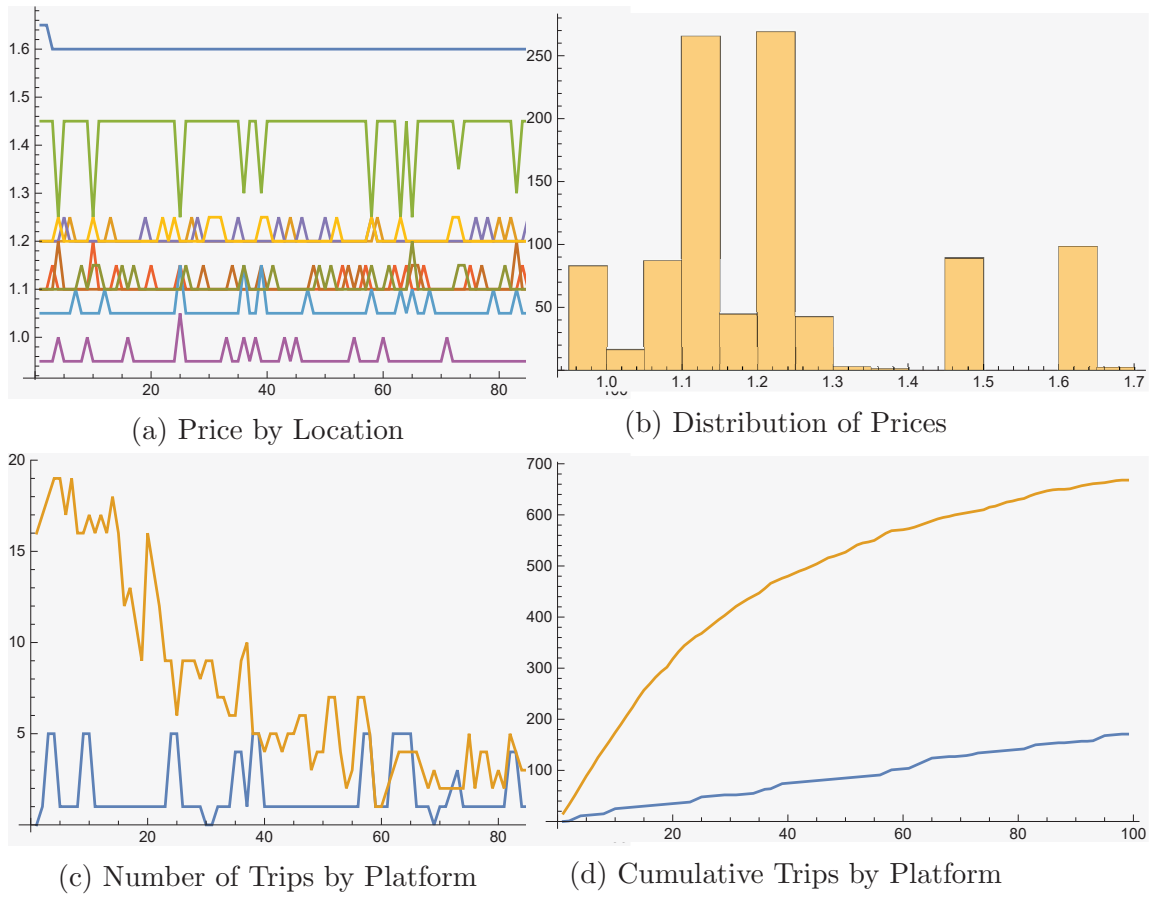 1.6
1.5
1.4
1.3
1.2
1.1
1.0
20 40 60 80
(a) Price by Location
250
200
150
100
50
1.0 1.1 1.2 1.3 1.4 1.5 1.6 1.7
(b) Distribution of Prices
20
15
10
5
20 40 60 80
(c) Number of Trips by Platform
700
600
500
400
300
200
100
20 40 60 80 100
(d) Cumulative Trips by Platform